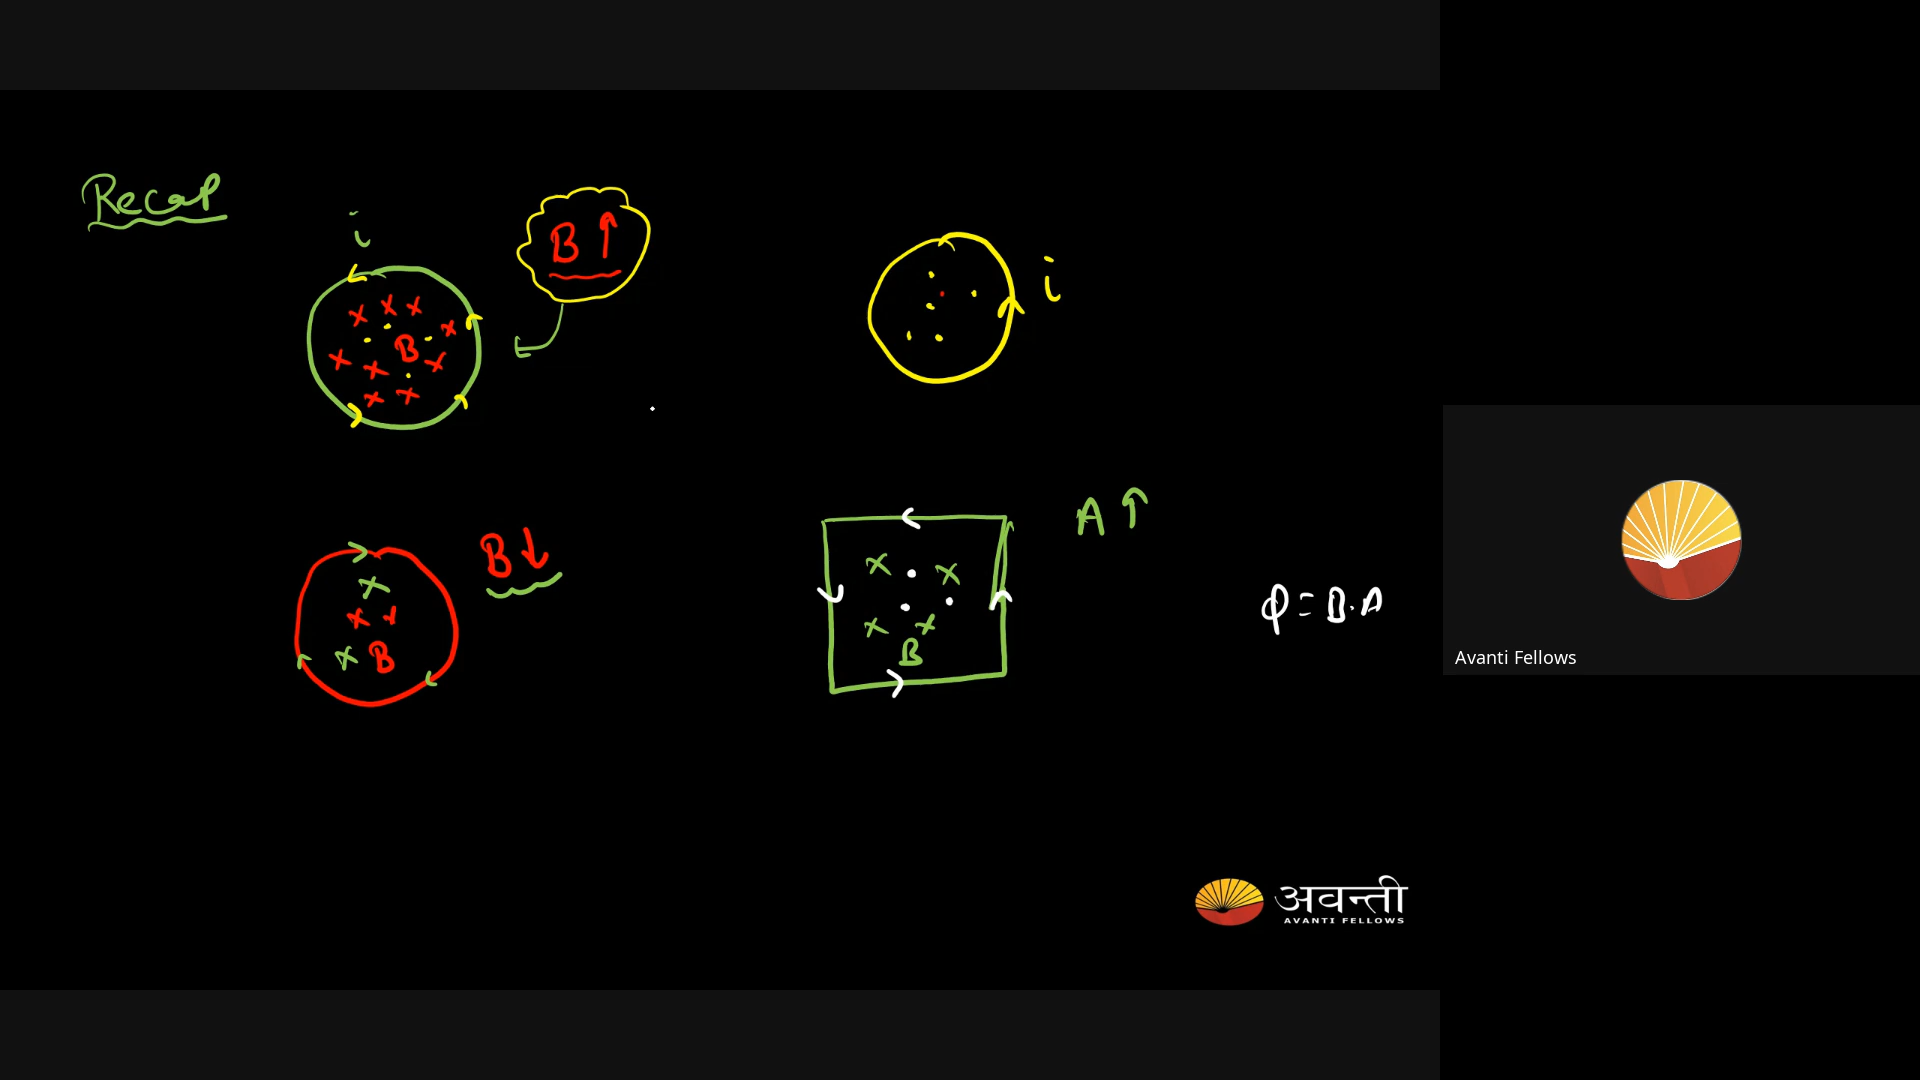 Recap
i
B ↑
i
x x x
x
x B x
x
x x
B ↓
A ↑
x
x x
x B
x x
x x
B
φ = B.A
Avanti Fellows
अवन्ती
AVANTI FELLOWS